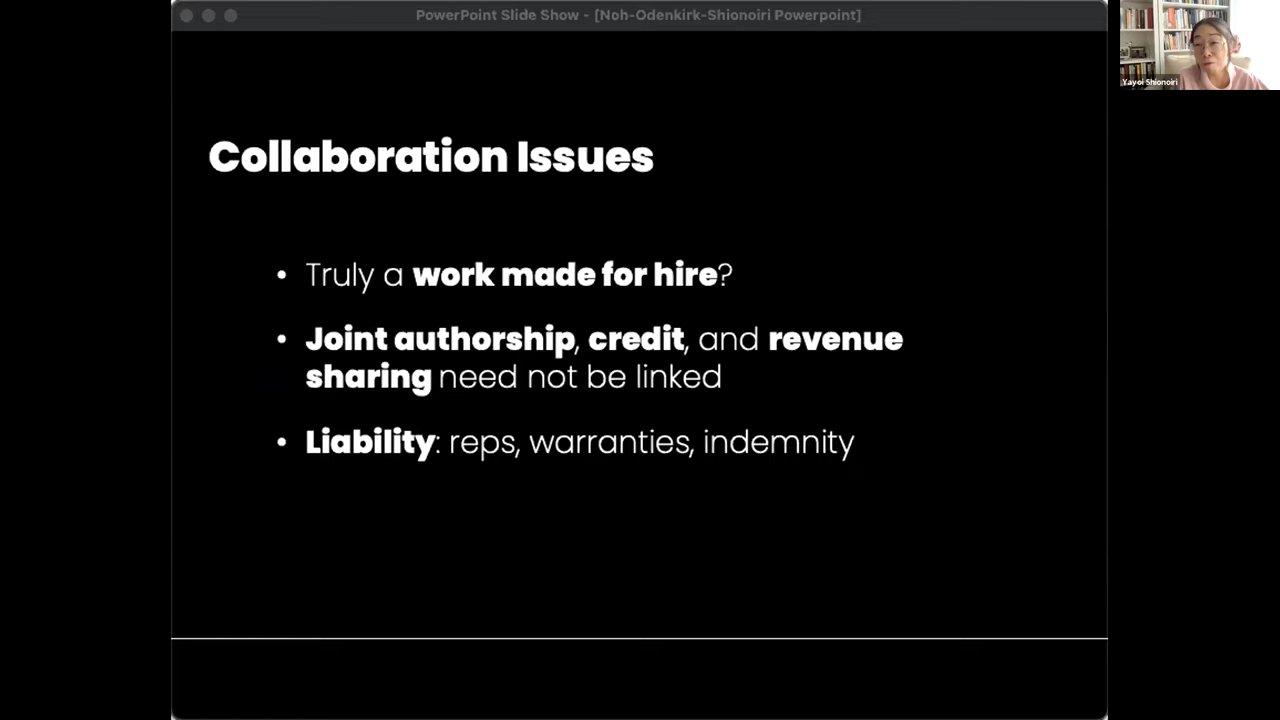 PowerPoint Slide Show - [Noh-Odenkirk-Shionoiri Powerpoint]
Yayoi Shionoiri
Collaboration Issues
• Truly a work made for hire?
• Joint authorship, credit, and revenue
sharing need not be linked
• Liability: reps, warranties, indemnity